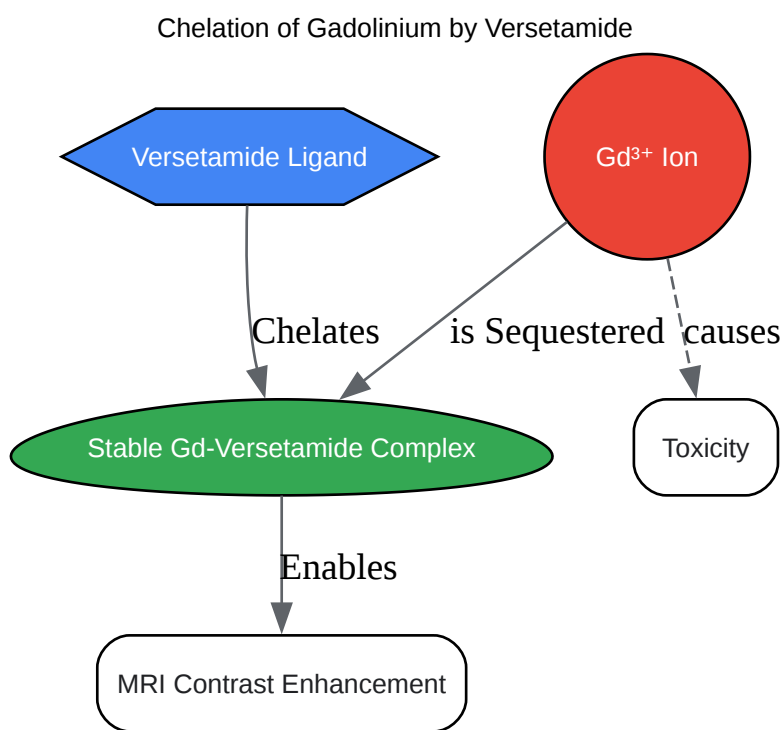 Chelation of Gadolinium by Versetamide
Versetamide Ligand
Gd³⁺ Ion
Chelates
is Sequestered
causes
Stable Gd-Versetamide Complex
Toxicity
Enables
MRI Contrast Enhancement